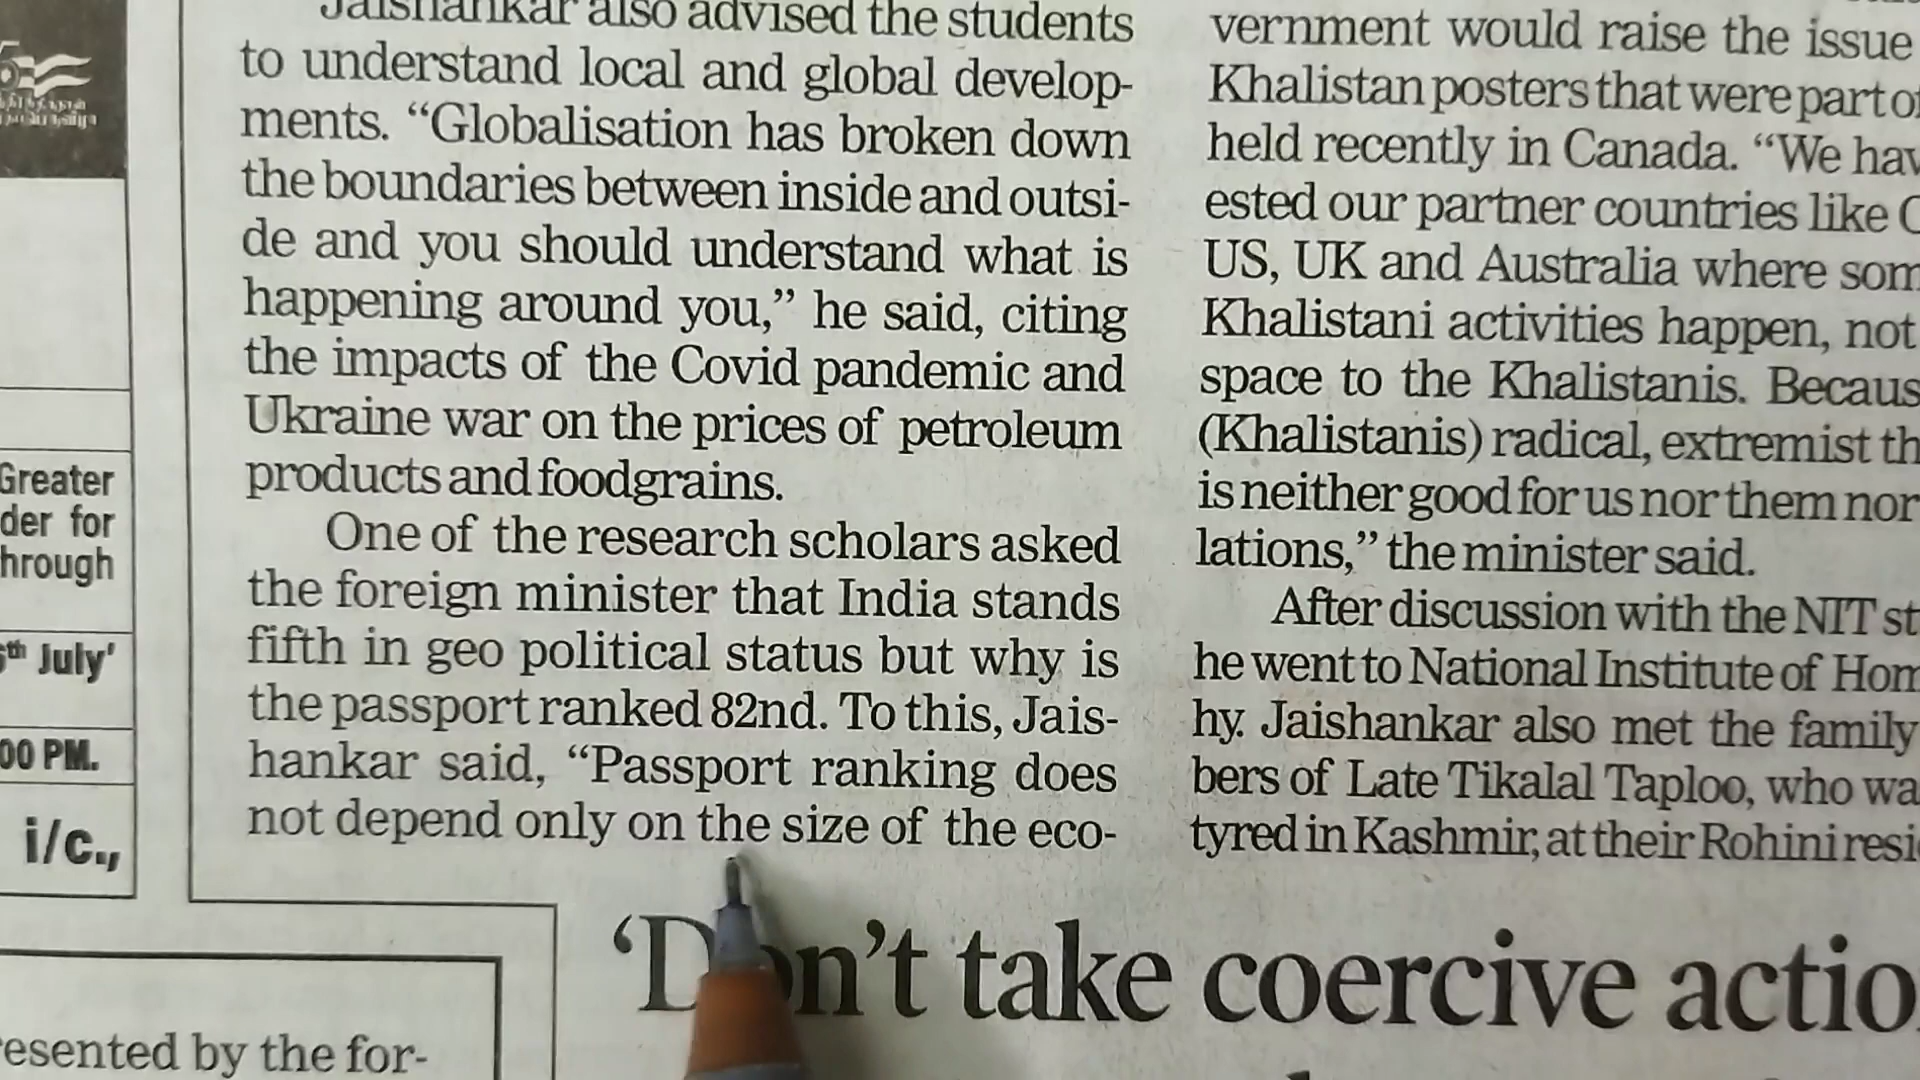 Jaishankar also advised the students
to understand local and global develop-
ments. “Globalisation has broken down
the boundaries between inside and outsi-
de and you should understand what is
happening around you,” he said, citing
the impacts of the Covid pandemic and
Ukraine war on the prices of petroleum
products and foodgrains.
One of the research scholars asked
the foreign minister that India stands
fifth in geo political status but why is
the passport ranked 82nd. To this, Jais-
hankar said, “Passport ranking does
not depend only on the size of the eco-
vernment would raise the issue
Khalistan posters that were part
held recently in Canada. “We
ested our partner countries like
US, UK and Australia where
Khalistani activities happen, not
space to the Khalistanis.
(Khalistanis) radical, extremist
is neither good for us nor them nor
lations,” the minister said.
After discussion with the NIT
he went to National Institute of
hy. Jaishankar also met the family
bers of Late Tikalal Taploo, who
tyred in Kashmir, at their Rohini
‘Don’t take coercive
Greater
der for
hrough
th July'
00 PM.
i/c.,
esented by the for-